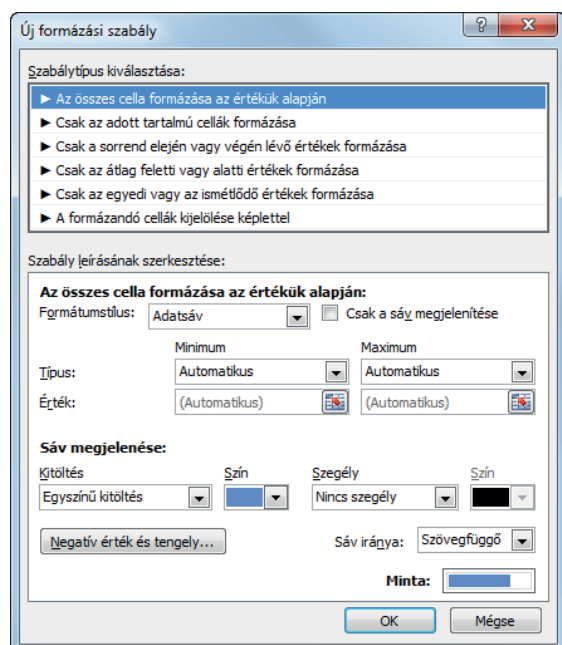 Új formázási szabály
Szabálytípus kiválasztása:
► Az összes cella formázása az értékük alapján
► Csak az adott tartalmú cellák formázása
► Csak a sorrend elején vagy végén lévő értékek formázása
► Csak az átlag feletti vagy alatti értékek formázása
► Csak az egyedi vagy az ismétlődő értékek formázása
► A formázandó cellák kijelölése képlettel
Szabály leírásának szerkesztése:
Az összes cella formázása az értékük alapján:
Formátumstílus: Adatsáv Csak a sáv megjelenítése
Minimum Maximum
Típus: Automatikus Automatikus
Érték: (Automatikus) (Automatikus)
Sáv megjelenése:
Kitöltés Szín Szegély Szín
Egyszínű kitöltés Nincs szegély
Negatív érték és tengely... Sáv iránya: Szövegfüggő
Minta:
OK Mégse